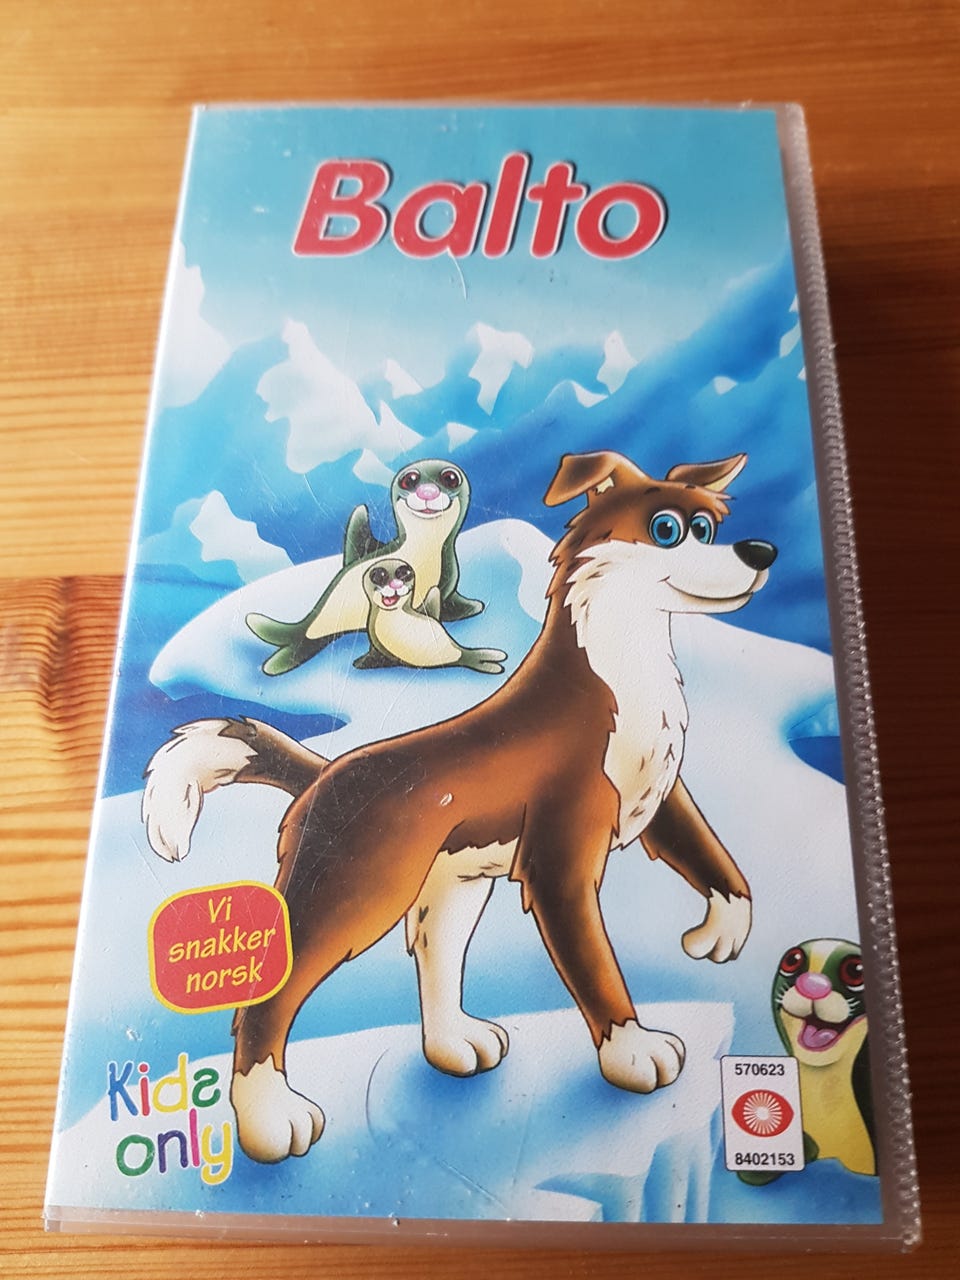 Balto
Vi
snakker
norsk
Kids
only
570623
8402153